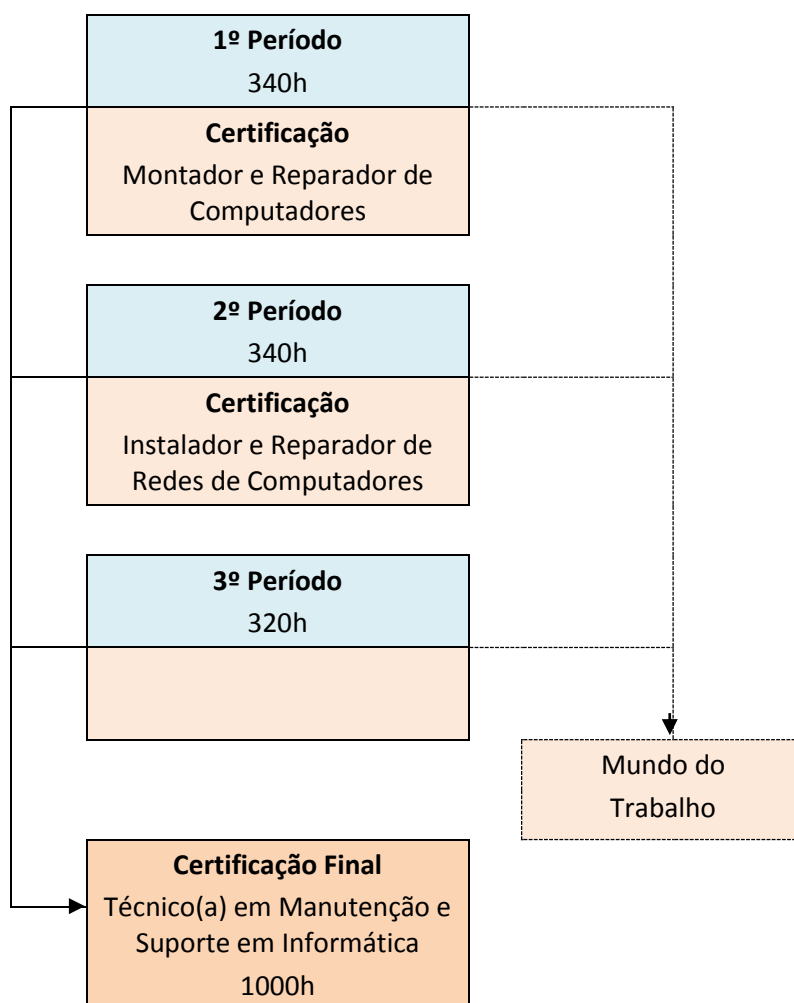 1º Período
340h
Certificação
Montador e Reparador de
Computadores
2º Período
340h
Certificação
Instalador e Reparador de
Redes de Computadores
3º Período
320h
Mundo do
Trabalho
Certificação Final
Técnico(a) em Manutenção e
Suporte em Informática
1000h